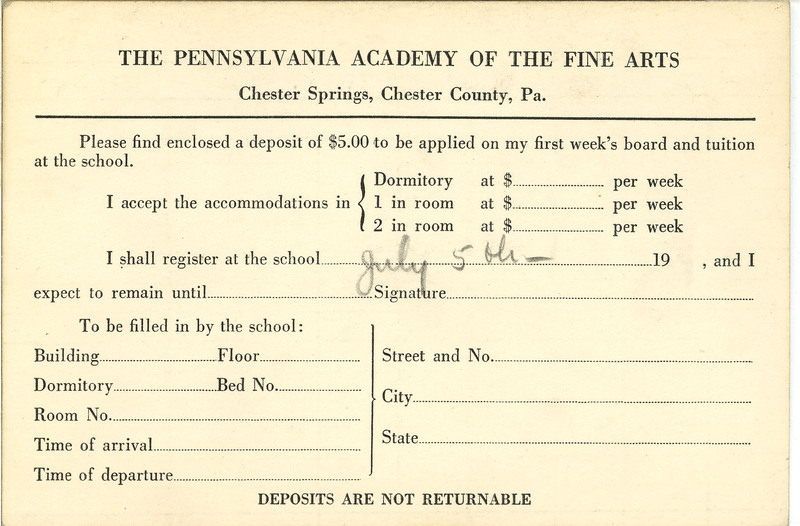 THE PENNSYLVANIA ACADEMY OF THE FINE ARTS
Chester Springs, Chester County, Pa.
Please find enclosed a deposit of $5.00 to be applied on my first week's board and tuition
at the school.
I accept the accommodations in
Dormitory at $ per week
1 in room at $ per week
2 in room at $ per week
I shall register at the school July 5th 19 , and I
expect to remain until Signature
To be filled in by the school:
Building Floor
Dormitory Bed No.
Room No.
Time of arrival
Time of departure
Street and No.
City
State
DEPOSITS ARE NOT RETURNABLE